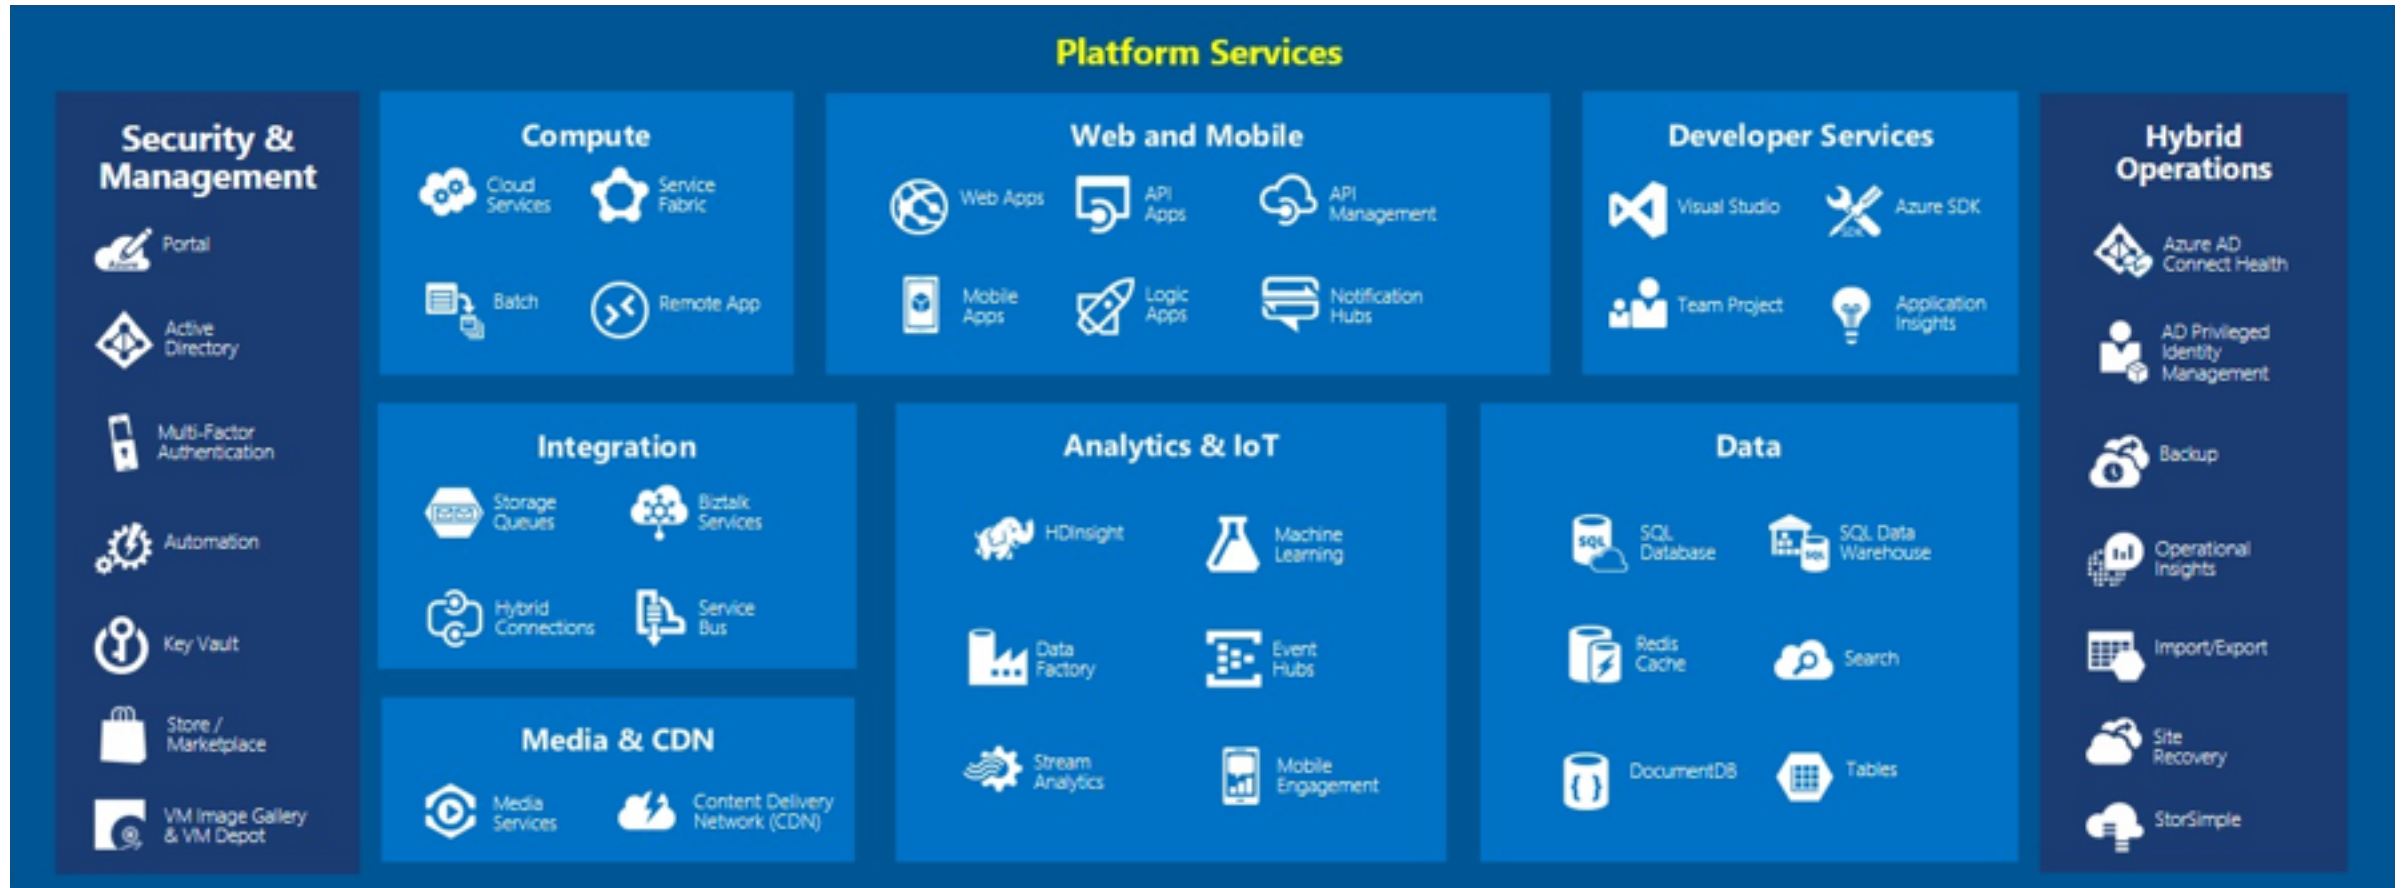 Platform Services
Security &
Management
Portal
Active
Directory
Multi-Factor
Authentication
Automation
Key Vault
Store /
Marketplace
VM Image Gallery
& VM Depot
Compute
Cloud
Services
Service
Fabric
Batch
Remote App
Web and Mobile
Web Apps
API
Apps
API
Management
Mobile
Apps
Logic
Apps
Notification
Hubs
Developer Services
Visual Studio
SDK
Azure SDK
Team Project
Application
Insights
Integration
Storage
Queues
Biztalk
Services
Hybrid
Connections
Service
Bus
Media & CDN
Media
Services
Content Delivery
Network (CDN)
Analytics & IoT
HDInsight
Machine
Learning
Data
Factory
Event
Hubs
Stream
Analytics
Mobile
Engagement
Data
SQL
SQL
Database
SQL
SQL Data
Warehouse
Redis
Cache
Search
DocumentDB
Tables
Hybrid
Operations
Azure AD
Connect Health
AD Privileged
Identity
Management
Backup
Operational
Insights
Import/Export
Site
Recovery
StorSimple